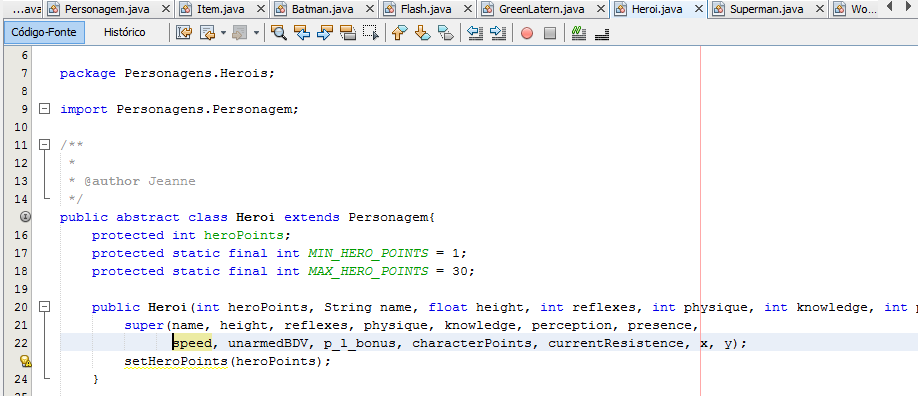 ...ava Personagem.java Item.java Batman.java Flash.java GreenLatern.java Heroi.java Superman.java Wo...
Código-Fonte Histórico
6
7 package Personagens.Herois;
8
9 import Personagens.Personagem;
10
11 /**
12 *
13 * @author Jeanne
14 */
public abstract class Heroi extends Personagem{
16 protected int heroPoints;
17 protected static final int MIN_HERO_POINTS = 1;
18 protected static final int MAX_HERO_POINTS = 30;
19
20 public Heroi(int heroPoints, String name, float height, int reflexes, int physique, int knowledge, int p
21 super(name, height, reflexes, physique, knowledge, perception, presence,
22 speed, unarmedBDV, p_l_bonus, characterPoints, currentResistence, x, y);
setHeroPoints(heroPoints);
24 }
25